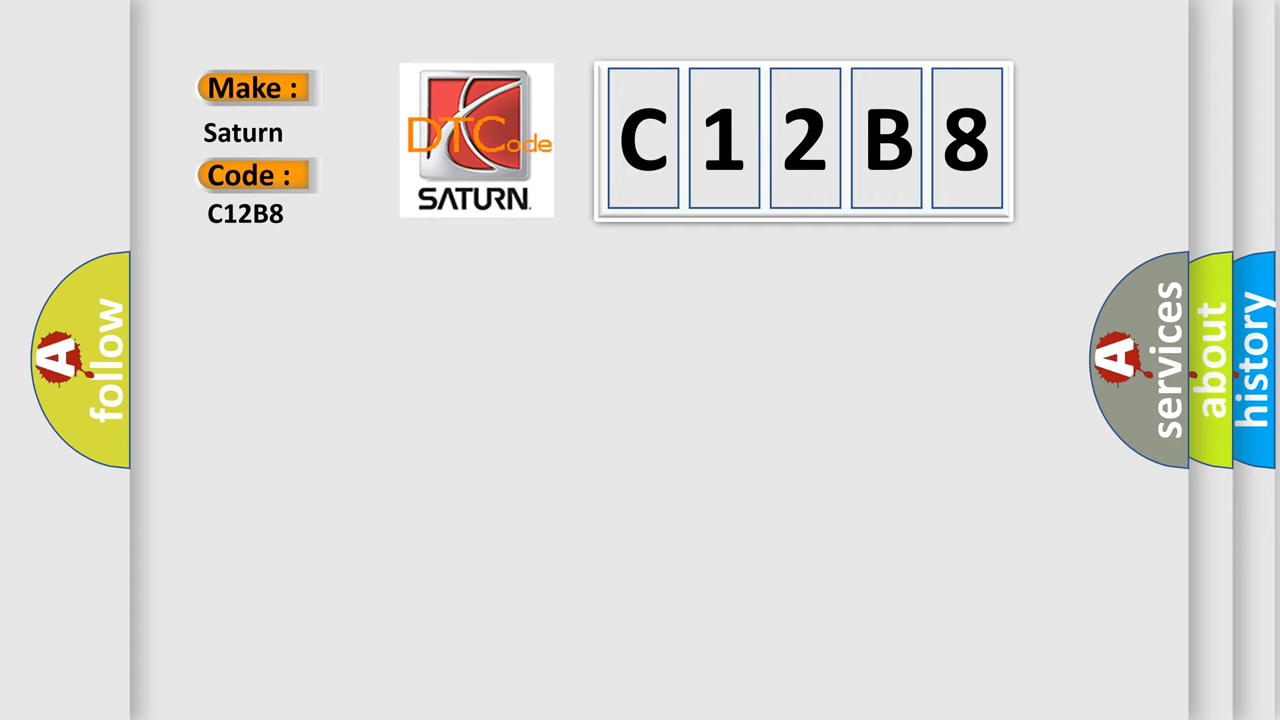 Make :
Saturn
Code :
C12B8
DTCode
SATURN
C 1 2 B 8
A follow
A services
about
history